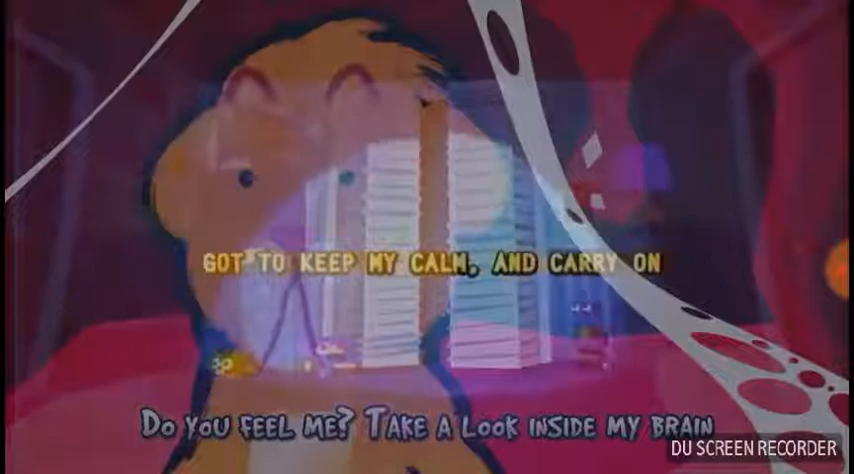 GOT TO KEEP MY CALM, AND CARRY ON
DO YOU FEEL ME? TAKE A LOOK INSIDE MY BRAIN
DU SCREEN RECORDER